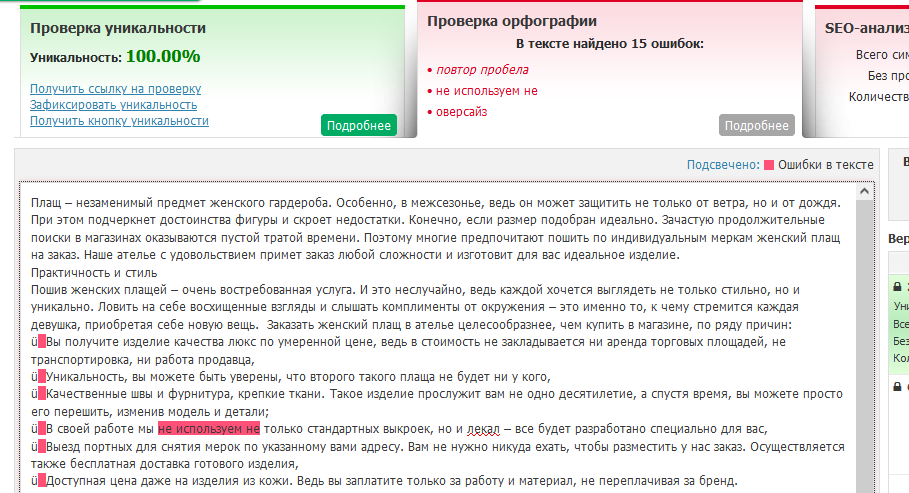 Проверка уникальности
Уникальность: 100.00%
Получить ссылку на проверку
Зафиксировать уникальность
Получить кнопку уникальности
Подробнее
Проверка орфографии
В тексте найдено 15 ошибок:
• повтор пробела
• не используем не
• оверсайз
Подробнее
SEO-анализ
Всего сим
Без про
Количеств
Подсвечено: Ошибки в тексте
Плащ – незаменимый предмет женского гардероба. Особенно, в межсезонье, ведь он может защитить не только от ветра, но и от дождя.
При этом подчеркнет достоинства фигуры и скроет недостатки. Конечно, если размер подобран идеально. Зачастую продолжительные
поиски в магазинах оказываются пустой тратой времени. Поэтому многие предпочитают пошить по индивидуальным меркам женский плащ
на заказ. Наше ателье с удовольствием примет заказ любой сложности и изготовит для вас идеальное изделие.
Практичность и стиль
Пошив женских плащей – очень востребованная услуга. И это неслучайно, ведь каждой хочется выглядеть не только стильно, но и
уникально. Ловить на себе восхищенные взгляды и слышать комплименты от окружения – это именно то, к чему стремится каждая
девушка, приобретая себе новую вещь.  Заказать женский плащ в ателье целесообразнее, чем купить в магазине, по ряду причин:
ü Вы получите изделие качества люкс по умеренной цене, ведь в стоимость не закладывается ни аренда торговых площадей, не
транспортировка, ни работа продавца,
ü Уникальность, вы можете быть уверены, что второго такого плаща не будет ни у кого,
ü Качественные швы и фурнитура, крепкие ткани. Такое изделие прослужит вам не одно десятилетие, а спустя время, вы можете просто
его перешить, изменив модель и детали;
ü В своей работе мы не используем не только стандартных выкроек, но и лекал – все будет разработано специально для вас,
ü Выезд портных для снятия мерок по указанному вами адресу. Вам не нужно никуда ехать, чтобы разместить у нас заказ. Осуществляется
также бесплатная доставка готового изделия,
ü Доступная цена даже на изделия из кожи. Ведь вы заплатите только за работу и материал, не переплачивая за бренд.
В
Вер
Уни
Все
Без
Кол